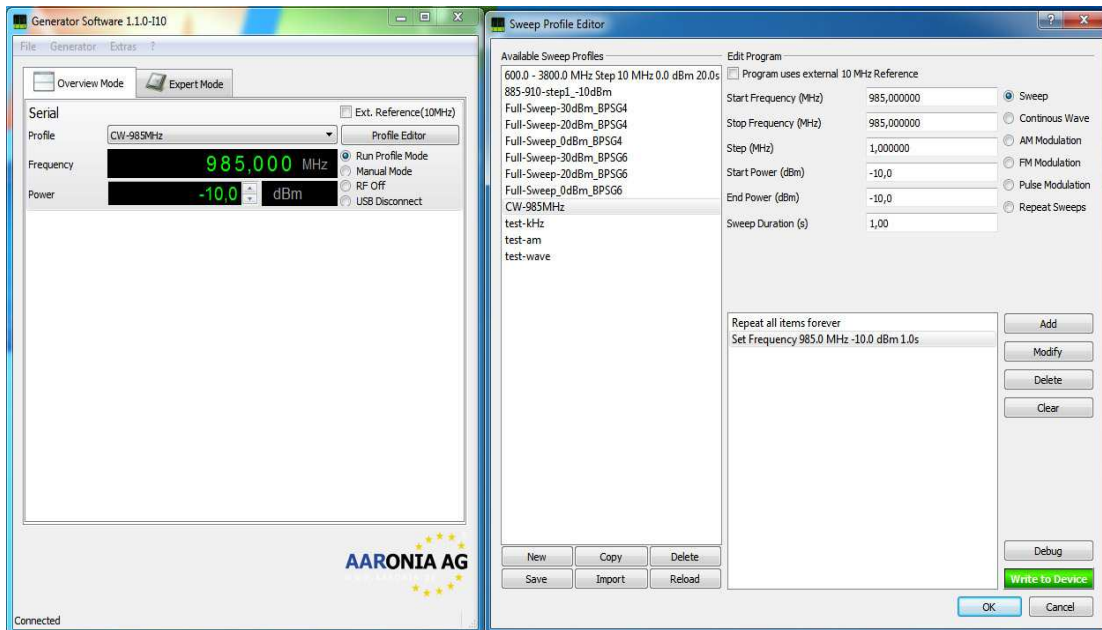 Generator Software 1.1.0-I10
File Generator Extras ?
Overview Mode
Expert Mode
Serial
Ext. Reference(10MHz)
Profile
CW-985MHz
Profile Editor
Frequency
985,000 MHz
Run Profile Mode
Manual Mode
Power
-10,0 dBm
RF Off
USB Disconnect
AARONIA AG
Connected
Sweep Profile Editor
Available Sweep Profiles
600.0 - 3800.0 MHz Step 10 MHz 0.0 dBm 20.0s
885-910-step1_-10dBm
Full-Sweep-30dBm_BPSG4
Full-Sweep-20dBm_BPSG4
Full-Sweep_0dBm_BPSG4
Full-Sweep-30dBm_BPSG6
Full-Sweep-20dBm_BPSG6
Full-Sweep_0dBm_BPSG6
CW-985MHz
test-kHz
test-am
test-wave
New Copy Delete
Save Import Reload
Edit Program
Program uses external 10 MHz Reference
Start Frequency (MHz) 985,000000
Stop Frequency (MHz) 985,000000
Step (MHz) 1,000000
Start Power (dBm) -10,0
End Power (dBm) -10,0
Sweep Duration (s) 1,00
Sweep
Continous Wave
AM Modulation
FM Modulation
Pulse Modulation
Repeat Sweeps
Repeat all items forever
Set Frequency 985.0 MHz -10.0 dBm 1.0s
Add
Modify
Delete
Clear
Debug
Write to Device
OK Cancel